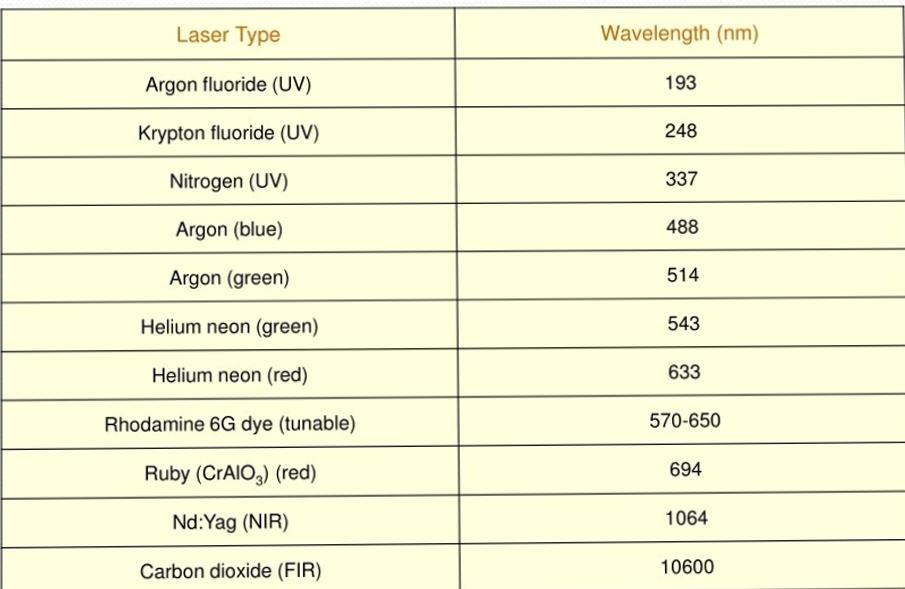 Laser Type Wavelength (nm)
Argon fluoride (UV) 193
Krypton fluoride (UV) 248
Nitrogen (UV) 337
Argon (blue) 488
Argon (green) 514
Helium neon (green) 543
Helium neon (red) 633
Rhodamine 6G dye (tunable) 570-650
Ruby (CrAlO₃) (red) 694
Nd:Yag (NIR) 1064
Carbon dioxide (FIR) 10600